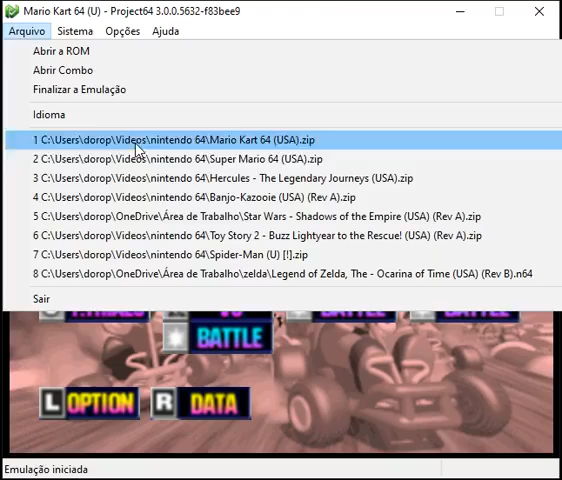 Mario Kart 64 (U) - Project64 3.0.0.5632-f83bee9
Arquivo Sistema Opções Ajuda
Abrir a ROM
Abrir Combo
Finalizar a Emulação
Idioma
1 C:\Users\dorop\Videos\nintendo 64\Mario Kart 64 (USA).zip
2 C:\Users\dorop\Videos\nintendo 64\Super Mario 64 (USA).zip
3 C:\Users\dorop\Videos\nintendo 64\Hercules - The Legendary Journeys (USA).zip
4 C:\Users\dorop\Videos\nintendo 64\Banjo-Kazooie (USA) (Rev A).zip
5 C:\Users\dorop\OneDrive\Área de Trabalho\Star Wars - Shadows of the Empire (USA) (Rev A).zip
6 C:\Users\dorop\Videos\nintendo 64\Toy Story 2 - Buzz Lightyear to the Rescue! (USA) (Rev A).zip
7 C:\Users\dorop\Videos\nintendo 64\Spider-Man (U) [!].zip
8 C:\Users\dorop\OneDrive\Área de Trabalho\zelda\Legend of Zelda, The - Ocarina of Time (USA) (Rev B).n64
Sair
BATTLE
L OPTION R DATA
Emulação iniciada